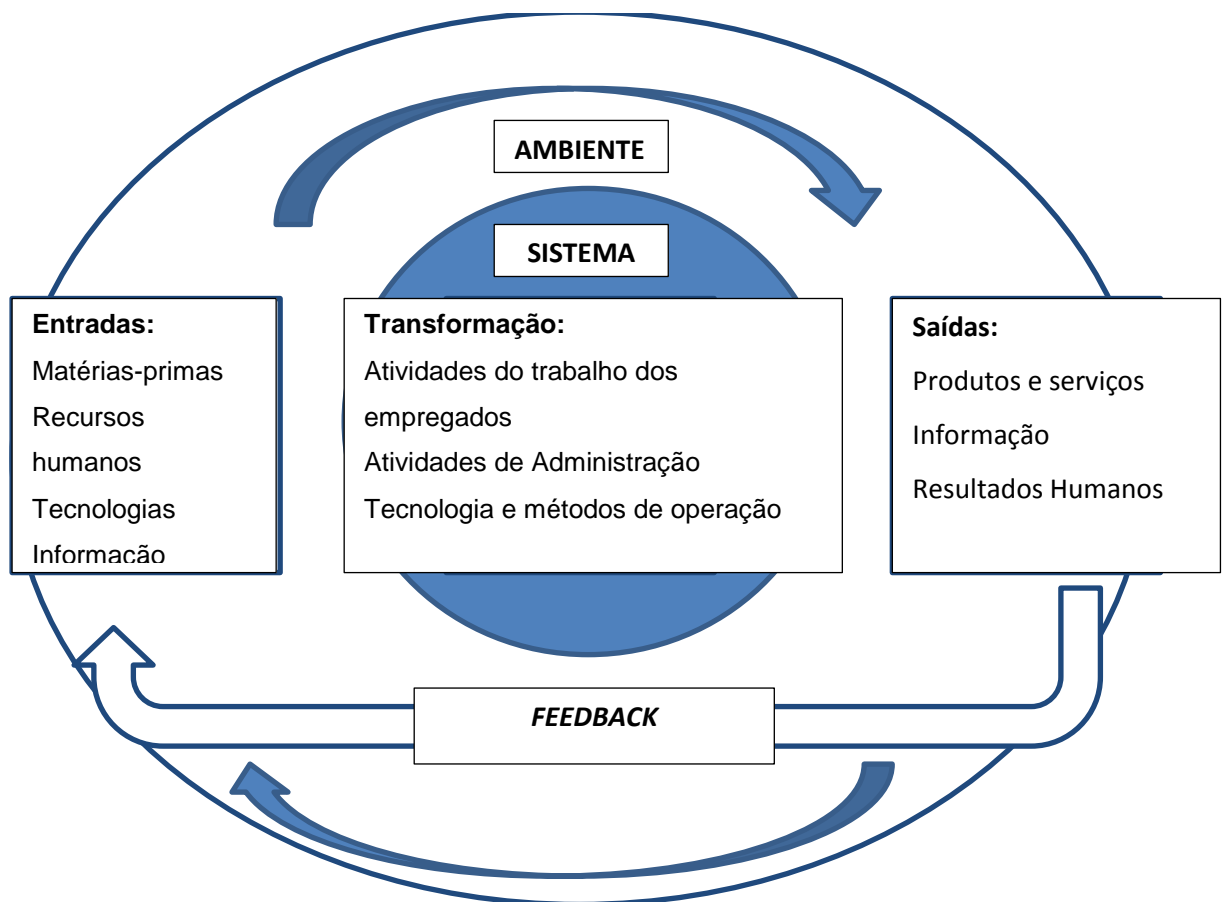 AMBIENTE
SISTEMA
Entradas:
Matérias-primas
Recursos
humanos
Tecnologias
Informação
Transformação:
Atividades do trabalho dos
empregados
Atividades de Administração
Tecnologia e métodos de operação
Saídas:
Produtos e serviços
Informação
Resultados Humanos
FEEDBACK